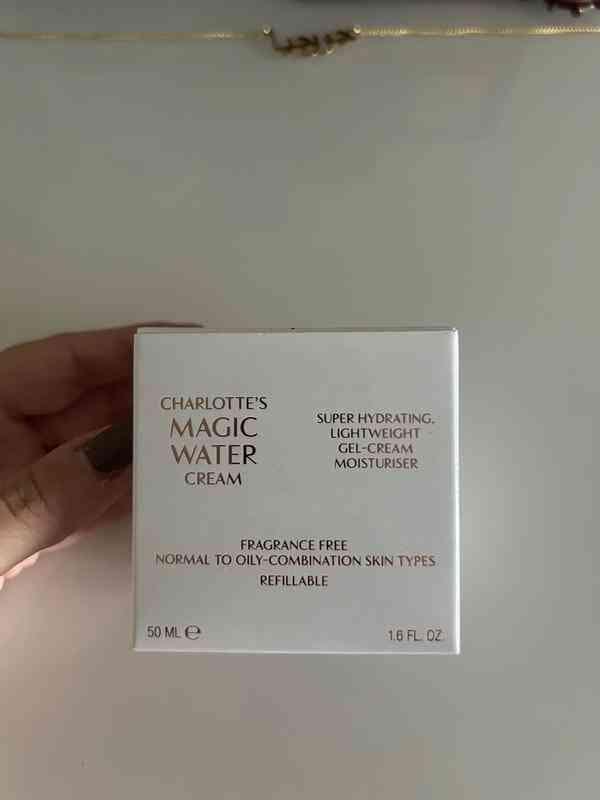 CHARLOTTE'S
MAGIC
WATER
CREAM
SUPER HYDRATING,
LIGHTWEIGHT
GEL-CREAM
MOISTURISER
FRAGRANCE FREE
NORMAL TO OILY-COMBINATION SKIN TYPES
REFILLABLE
50 ML ℮
1.6 FL. OZ.